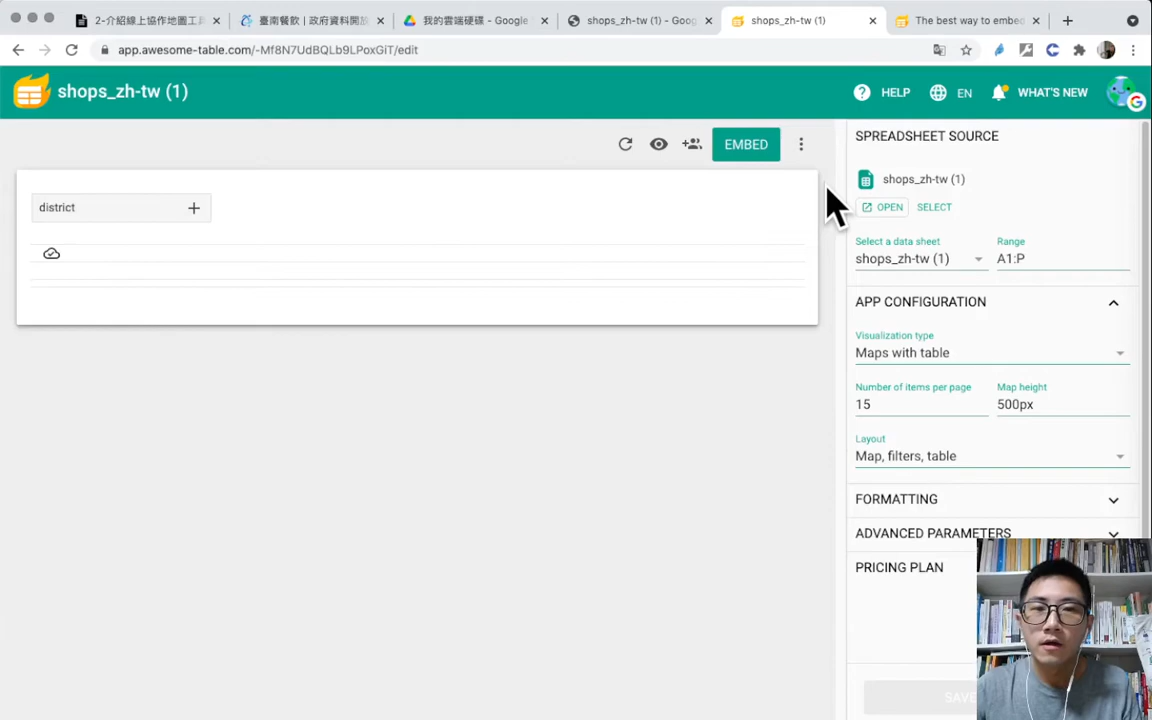 2-介紹線上協作地圖工具
臺南餐飲 | 政府資料開放
我的雲端硬碟 - Google
shops_zh-tw (1) - Goog
shops_zh-tw (1)
The best way to embed
app.awesome-table.com/-Mf8N7UdBQLb9LPoxGiT/edit
shops_zh-tw (1)
HELP
EN
WHAT'S NEW
EMBED
district
SPREADSHEET SOURCE
shops_zh-tw (1)
OPEN
SELECT
Select a data sheet
Range
shops_zh-tw (1)
A1:P
APP CONFIGURATION
Visualization type
Maps with table
Number of items per page
Map height
15
500px
Layout
Map, filters, table
FORMATTING
ADVANCED PARAMETERS
PRICING PLAN